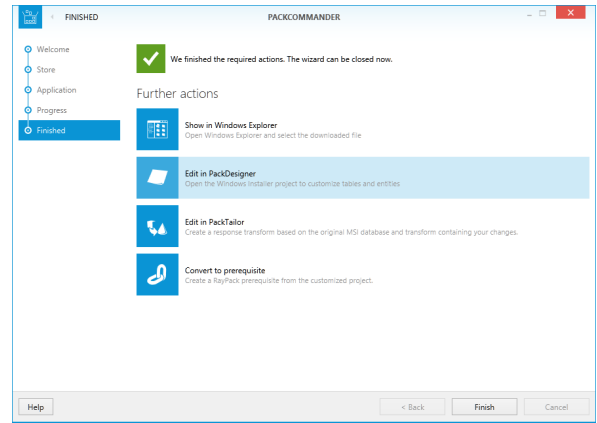 FINISHED
PACKCOMMANDER
Welcome
Store
Application
Progress
Finished
We finished the required actions. The wizard can be closed now.
Further actions
Show in Windows Explorer
Open Windows Explorer and select the downloaded file
Edit in PackDesigner
Open the Windows Installer project to customize tables and entities
Edit in PackTailor
Create a response transform based on the original MSI database and transform containing your changes.
Convert to prerequisite
Create a RayPack prerequisite from the customized project.
Help
< Back
Finish
Cancel